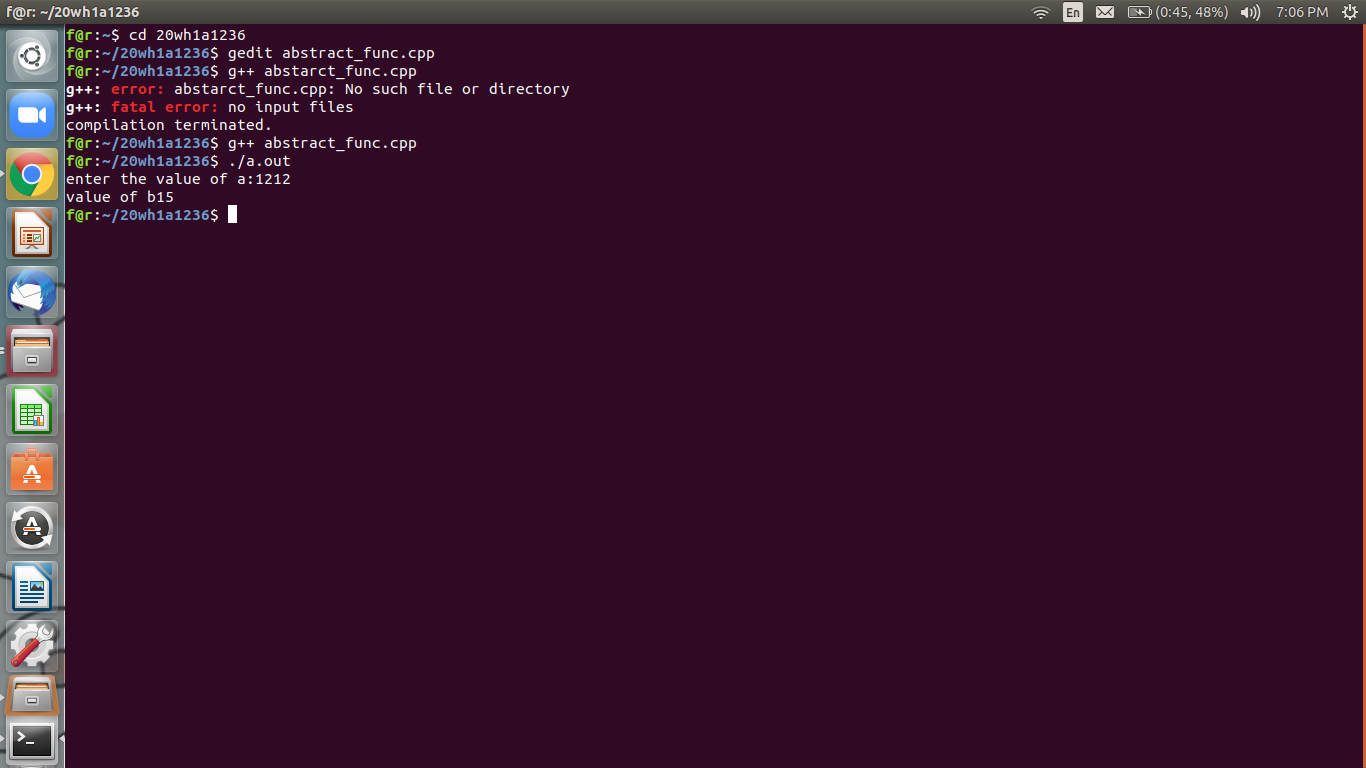 f@r: ~/20wh1a1236
En
(0:45, 48%)
7:06 PM
f@r:~$ cd 20wh1a1236
f@r:~/20wh1a1236$ gedit abstract_func.cpp
f@r:~/20wh1a1236$ g++ abstarct_func.cpp
g++: error: abstarct_func.cpp: No such file or directory
g++: fatal error: no input files
compilation terminated.
f@r:~/20wh1a1236$ g++ abstract_func.cpp
f@r:~/20wh1a1236$ ./a.out
enter the value of a:1212
value of b15
f@r:~/20wh1a1236$